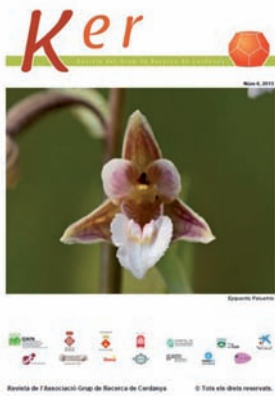 Ker
Revista del Grup de Recerca de Cerdanya
Núm 6, 2013
Epipactis Palustris
Revista de l'Associació Grup de Recerca de Cerdanya
© Tots els drets reservats.